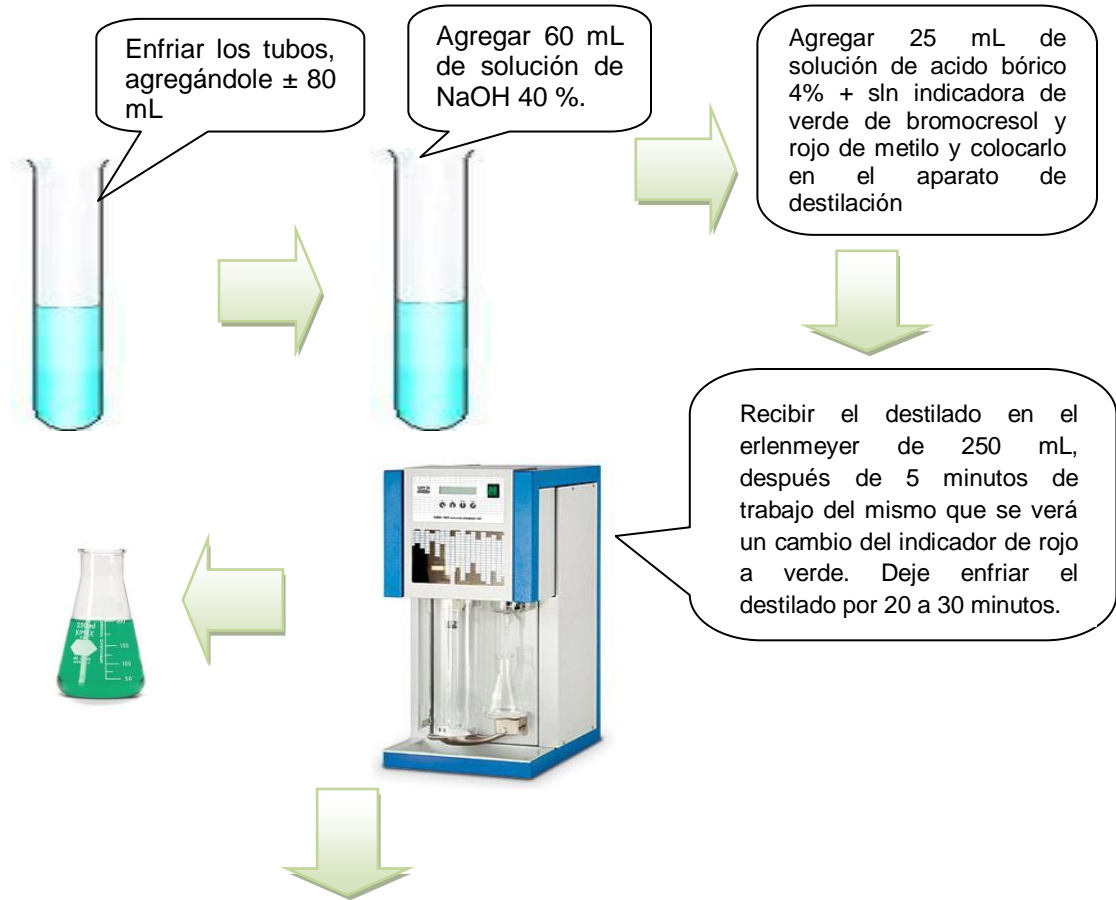 Enfriar los tubos,
agregándole ± 80
mL
Agregar 60 mL
de solución de
NaOH 40 %.
Agregar 25 mL de
solución de acido bórico
4% + sln indicadora de
verde de bromocresol y
rojo de metilo y colocarlo
en el aparato de
destilación
Recibir el destilado en el
erlenmeyer de 250 mL,
después de 5 minutos de
trabajo del mismo que se verá
un cambio del indicador de rojo
a verde. Deje enfriar el
destilado por 20 a 30 minutos.